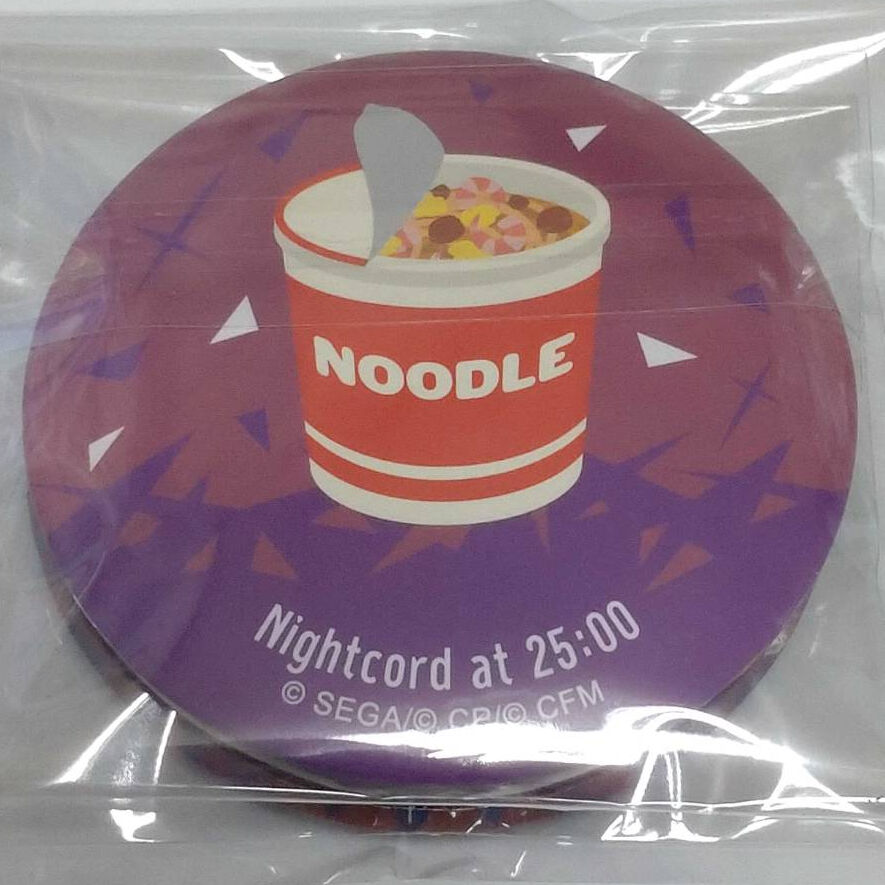 NOODLE
Nightcord at 25:00
© SEGA/© CP/© CFM